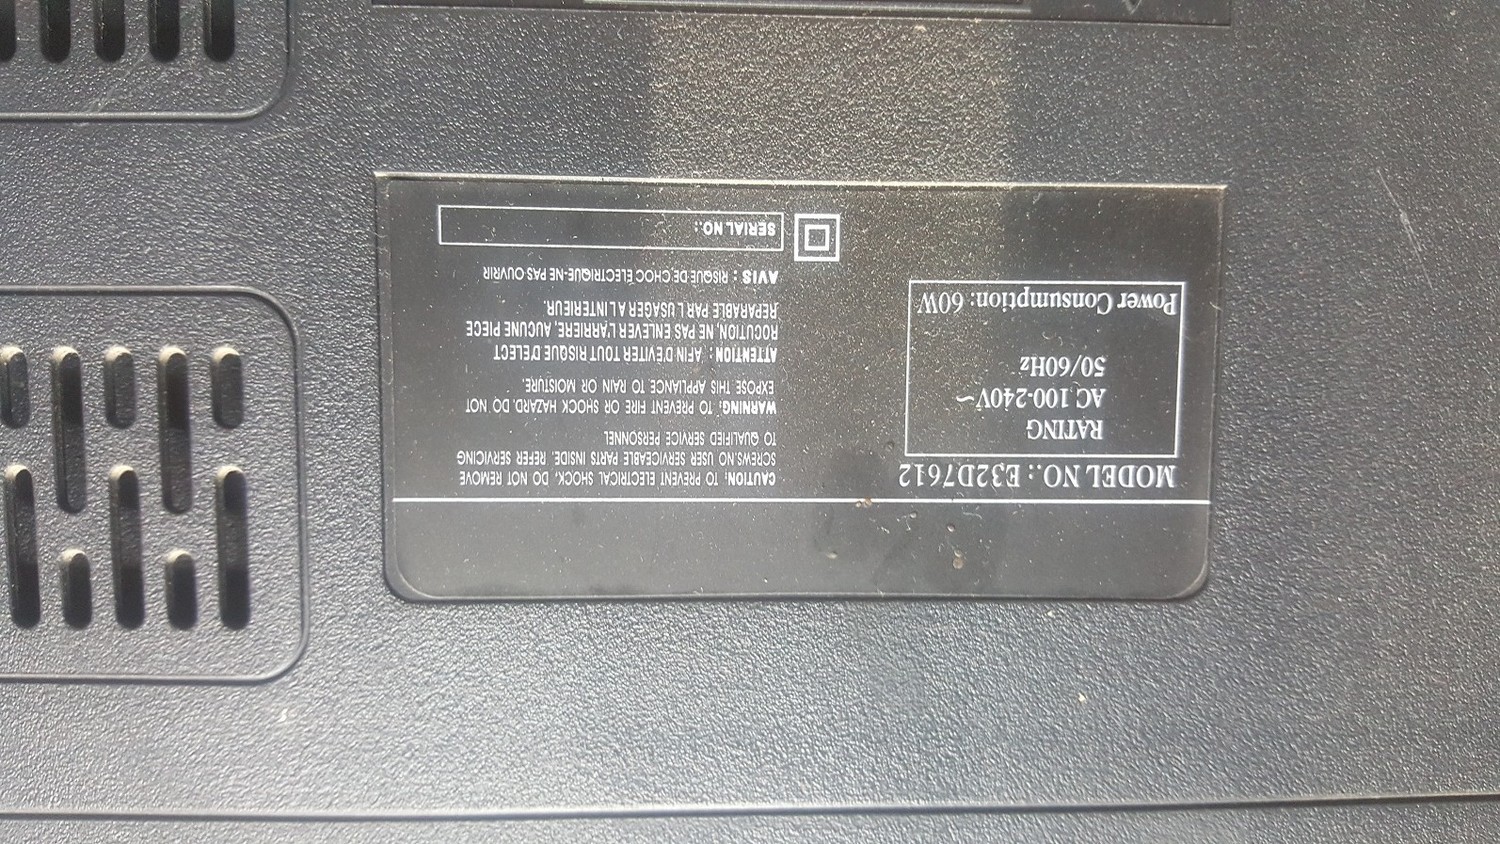 MODEL NO.: E32D7612
RATING
AC 100-240V~
50/60Hz
Power Consumption: 60W
CAUTION: TO PREVENT ELECTRICAL SHOCK, DO NOT REMOVE
SCREWS.NO USER SERVICEABLE PARTS INSIDE. REFER SERVICING
TO QUALIFIED SERVICE PERSONNEL
WARNING: TO PREVENT FIRE OR SHOCK HAZARD, DO NOT
EXPOSE THIS APPLIANCE TO RAIN OR MOISTURE.
ATTENTION : AFIN D'EVITER TOUT RISQUE D'ELECT
ROCUTION, NE PAS ENLEVER L'ARRIERE, AUCUNE PIECE
REPARABLE PAR L USAGER A L INTERIEUR.
AVIS : RISQUE DE CHOC ELECTRIQUE-NE PAS OUVRIR
SERIAL NO.: